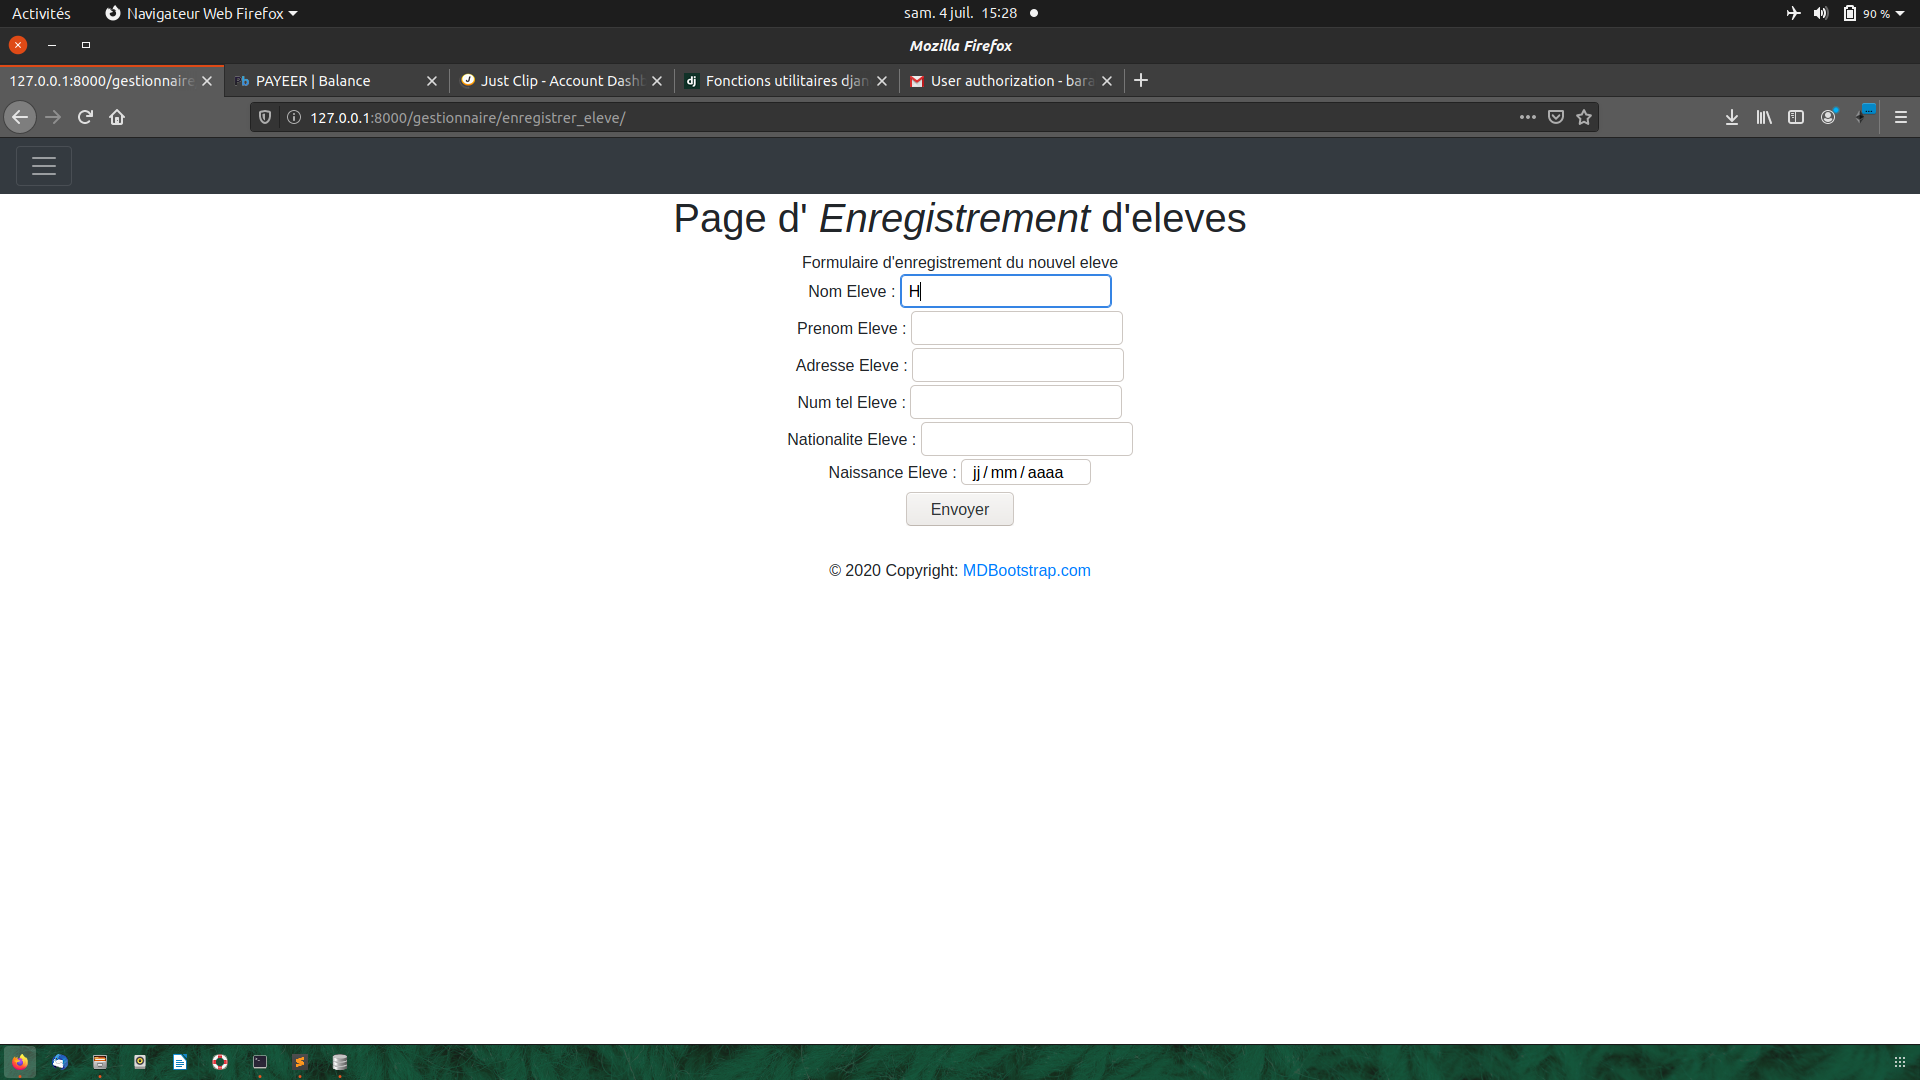 Activités Navigateur Web Firefox sam. 4 juil. 15:28 90 %
Mozilla Firefox
127.0.0.1:8000/gestionnaire PAYEER | Balance Just Clip - Account Dash Fonctions utilitaires djan User authorization - bara
127.0.0.1:8000/gestionnaire/enregistrer_eleve/
Page d' Enregistrement d'eleves
Formulaire d'enregistrement du nouvel eleve
Nom Eleve : H
Prenom Eleve :
Adresse Eleve :
Num tel Eleve :
Nationalite Eleve :
Naissance Eleve : jj / mm / aaaa
Envoyer
© 2020 Copyright: MDBootstrap.com